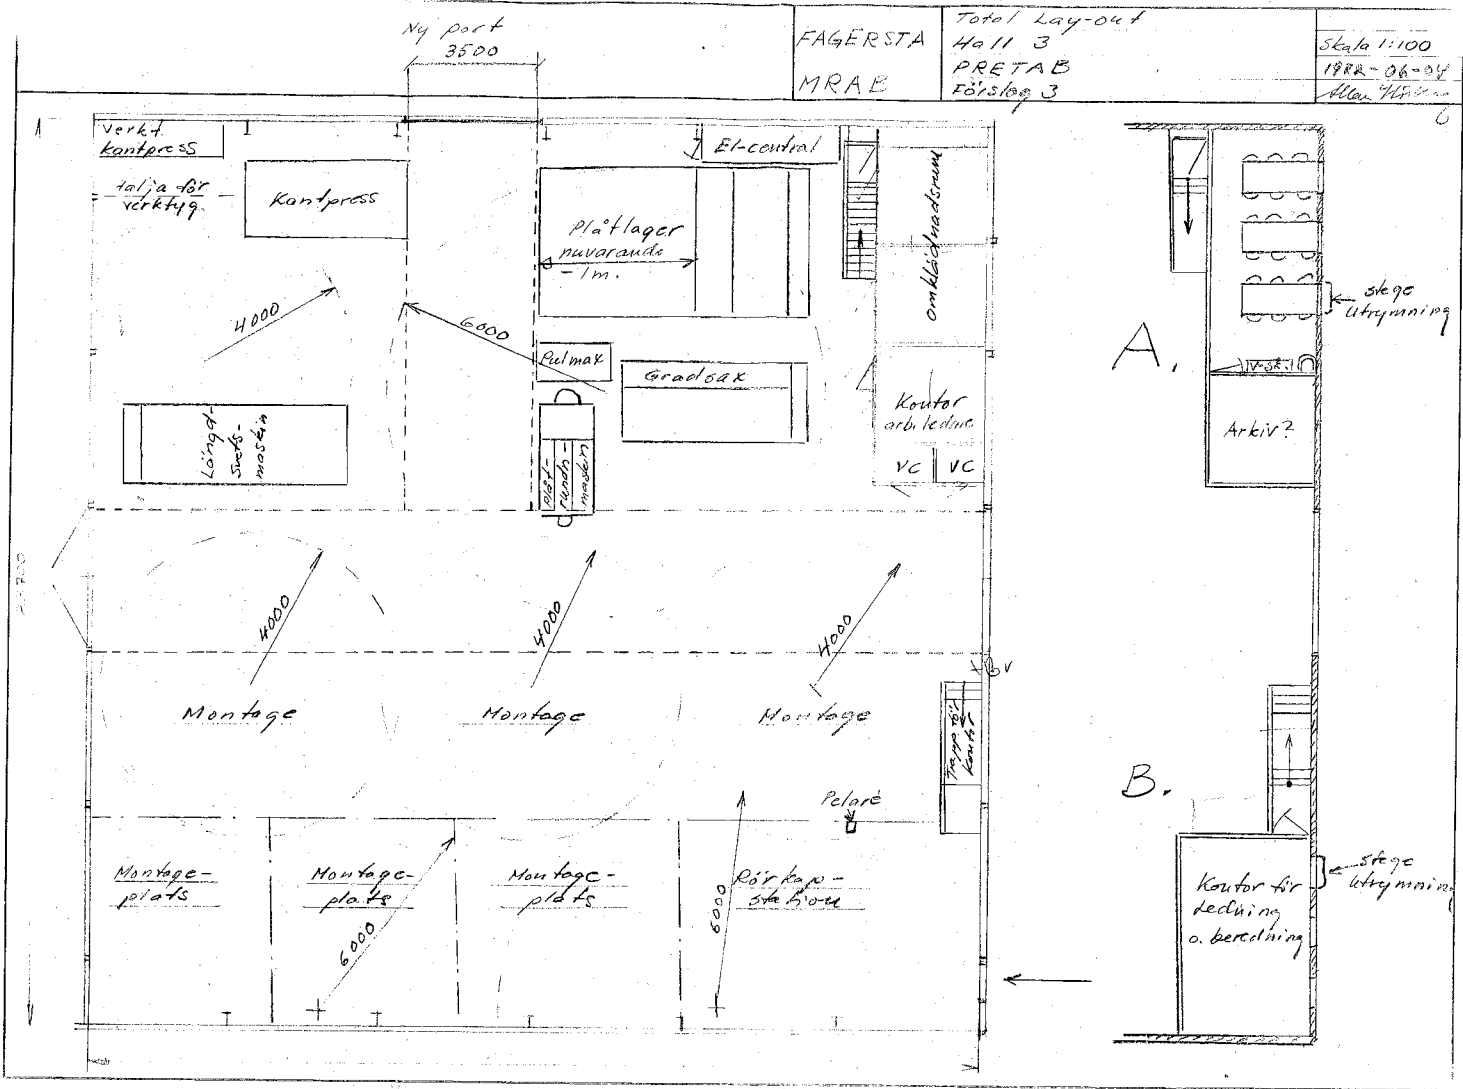 Ny port
3500
FAGERSTA
MRAB
Total Lay-out
Hall 3
PRETAB
Förslag 3
Skala 1:100
1982-06-04
Verkt.
kantpress
talja för
verktyg.
Kantpress
El-central
Plåtlager
nuvarande
- 1m.
omklädnadsrum
4000
6000
Pulmax
Gradsax
Längd-
svets-
maskin
plåt-
rundn-
maskin
Kontor
arb.ledare
VC
VC
A.
stege
utrymning
Arkiv?
4000
4000
4000
Montage
Montage
Montage
Trapp för
kontor
Pelare
B.
Montage-
plats
Montage-
plats
Montage-
plats
Rörkap-
station
6000
6000
Kontor för
Ledning
o. beredning
stege
utrymning